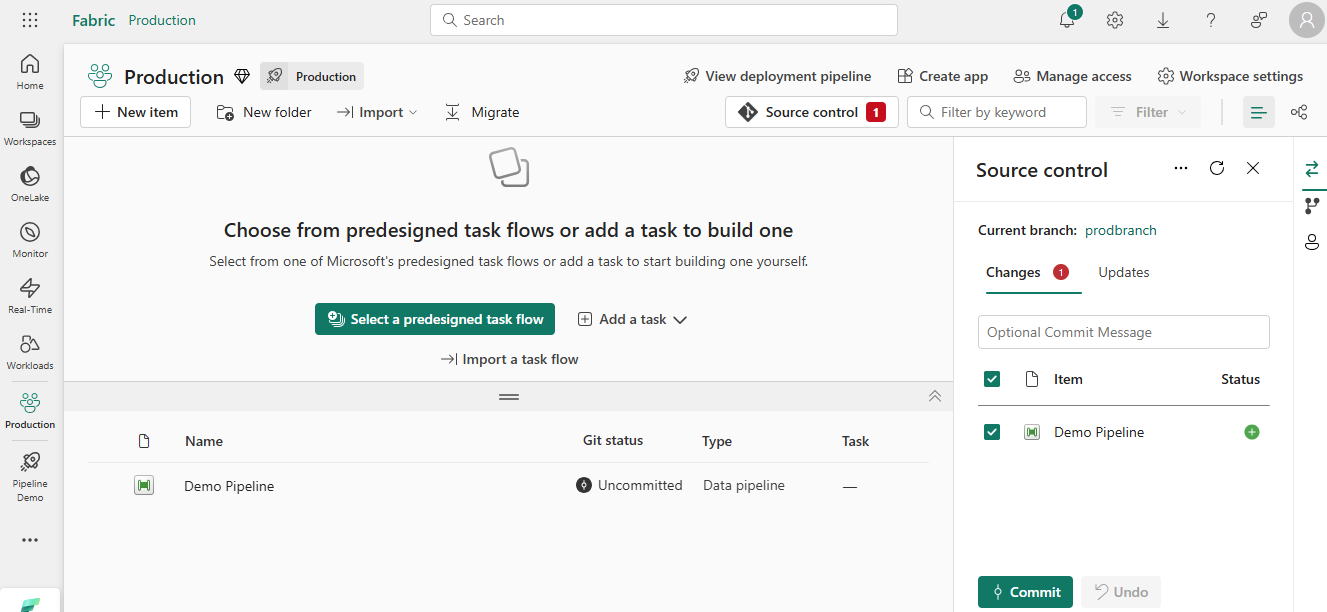 Fabric Production
Search
1
Home
Workspaces
OneLake
Monitor
Real-Time
Workloads
Production
Pipeline
Demo
Production
Production
View deployment pipeline
Create app
Manage access
Workspace settings
New item
New folder
Import
Migrate
Source control 1
Filter by keyword
Filter
Choose from predesigned task flows or add a task to build one
Select from one of Microsoft's predesigned task flows or add a task to start building one yourself.
Select a predesigned task flow
Add a task
Import a task flow
Name Git status Type Task
Demo Pipeline Uncommitted Data pipeline —
Source control
Current branch: prodbranch
Changes 1 Updates
Optional Commit Message
Item Status
Demo Pipeline
Commit Undo